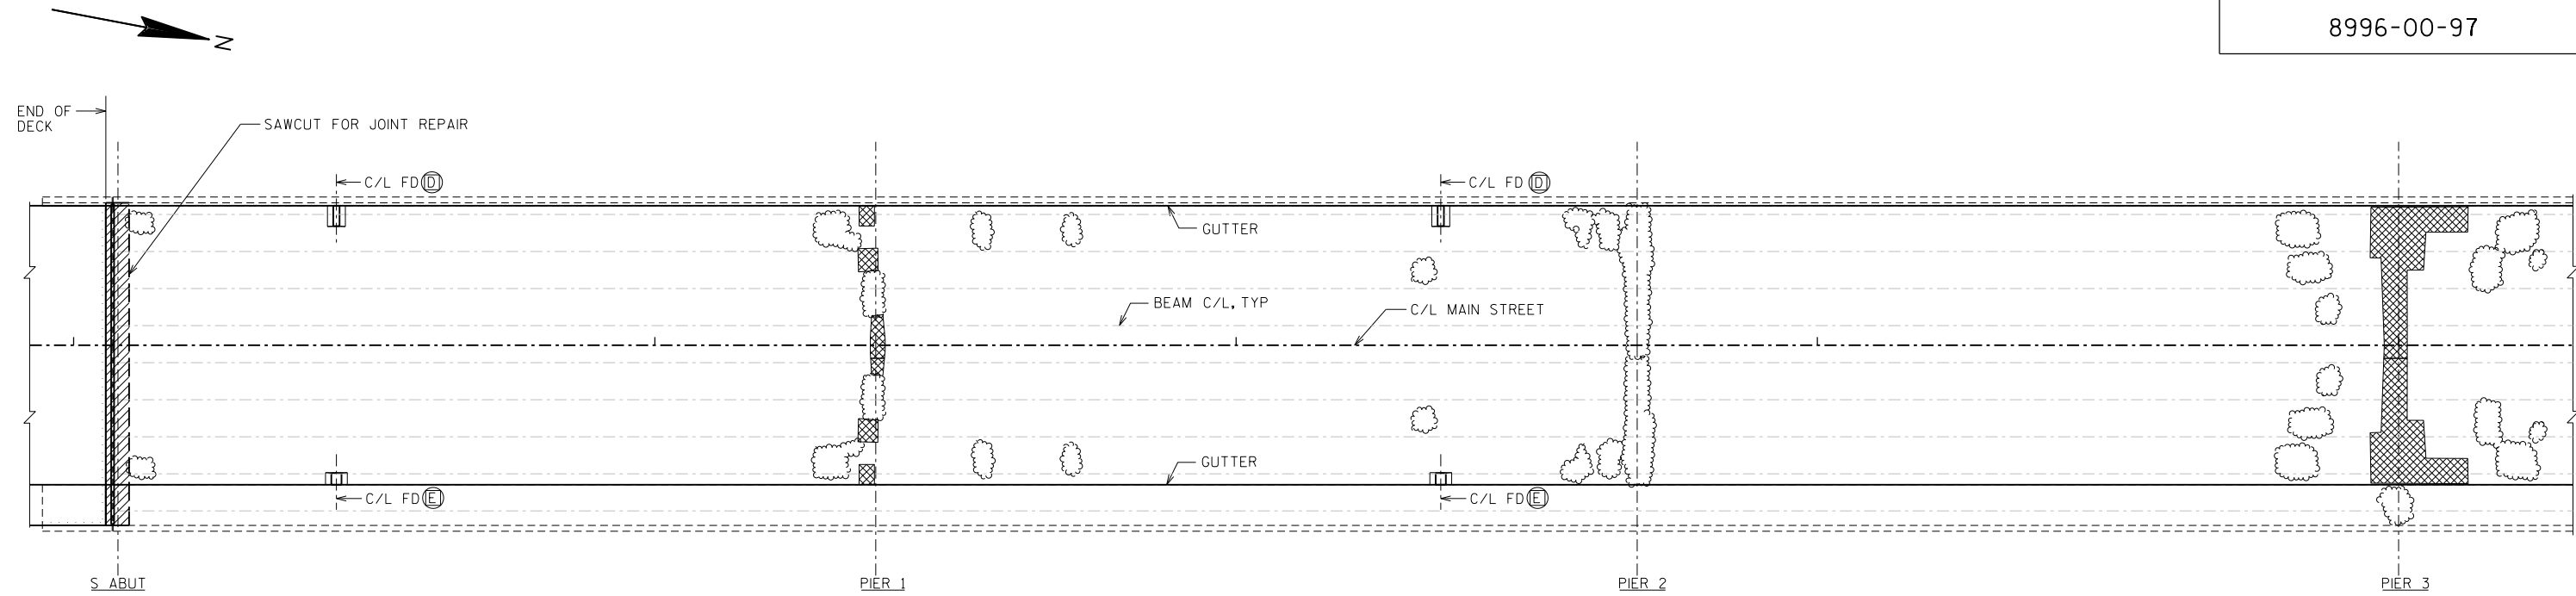 N
8996-00-97
END OF
DECK
SAWCUT FOR JOINT REPAIR
C/L FD D
C/L FD D
GUTTER
BEAM C/L, TYP
C/L MAIN STREET
GUTTER
C/L FD E
C/L FD E
S ABUT
PIER 1
PIER 2
PIER 3